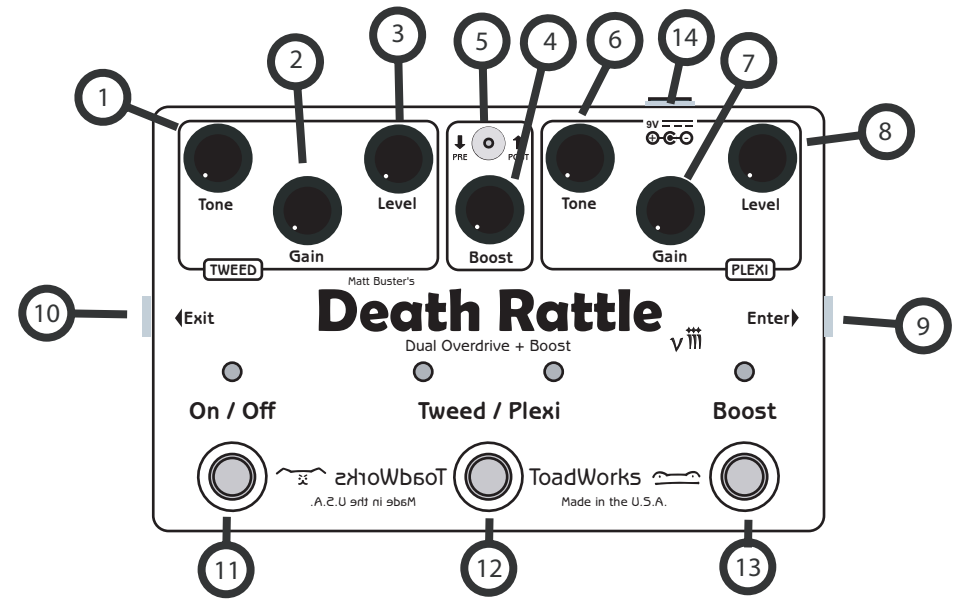 1
2
3
5
4
6
14
7
8
9V
PRE
POST
Tone
Level
Tone
Level
Gain
Boost
Gain
TWEED
PLEXI
Matt Buster's
10
Exit
Death Rattle
Enter
9
Dual Overdrive + Boost
V iii
On / Off
Tweed / Plexi
Boost
ToadWorks
ToadWorks
Made in the U.S.A.
Made in the U.S.A.
11
12
13